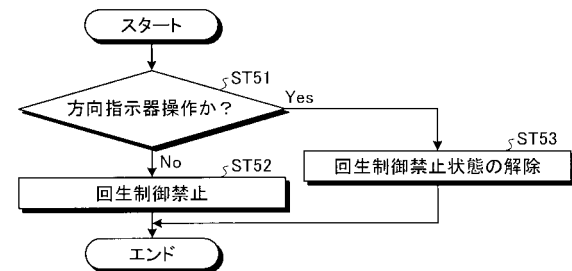 スタート
ST51
方向指示器操作か?
Yes
No
ST52
回生制御禁止
ST53
回生制御禁止状態の解除
エンド